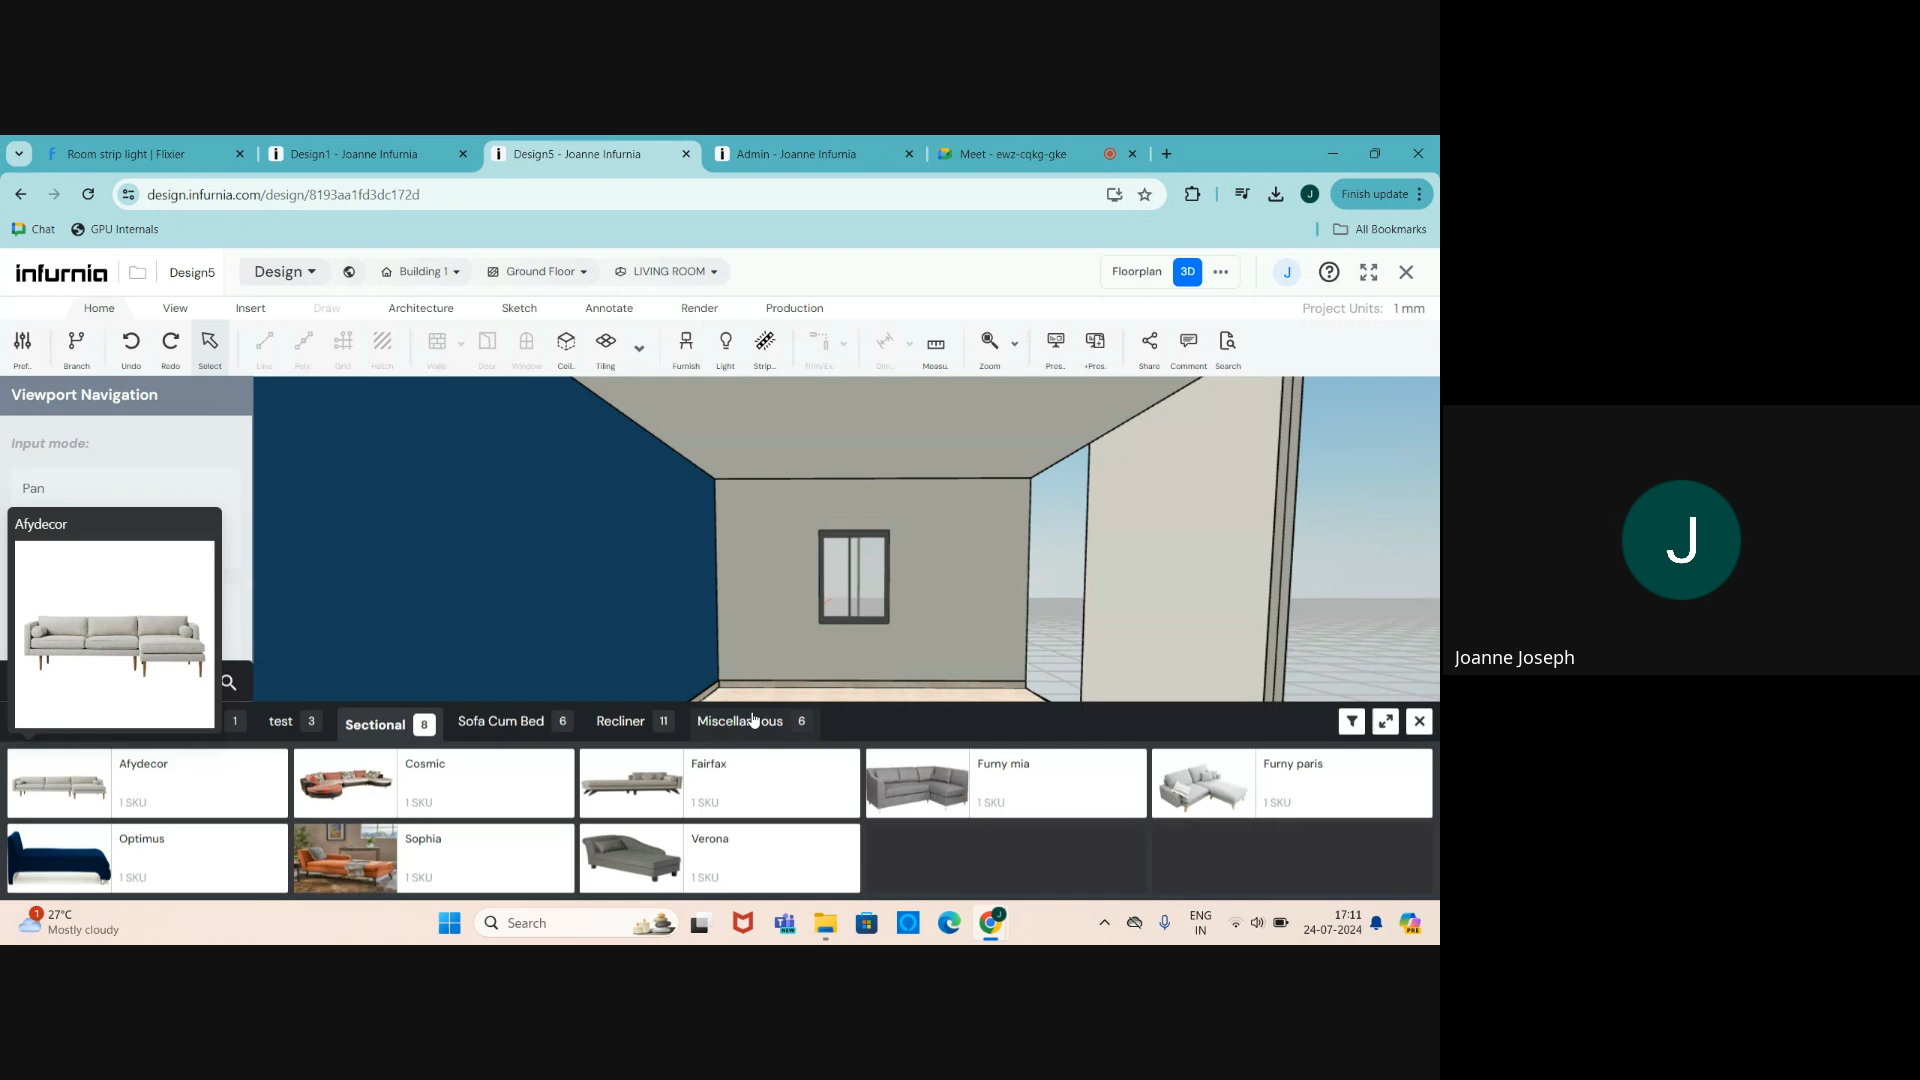 Room strip light | Flixier
Design1 - Joanne Infurnia
Design5 - Joanne Infurnia
Admin - Joanne Infurnia
Meet - ewz-cqkg-gke
design.infurnia.com/design/8193aa1fd3dc172d
J
Finish update
Chat
GPU Internals
All Bookmarks
infurnia
Design5
Design
Building 1
Ground Floor
LIVING ROOM
Floorplan
3D
J
Home
View
Insert
Draw
Architecture
Sketch
Annotate
Render
Production
Project Units: 1 mm
Pref..
Branch
Undo
Redo
Select
Line
Poly..
Grid
Hatch
Walls
Door
Window
Ceil..
Tiling
Furnish
Light
Strip...
Trim/Ex.
Dim..
Measu.
Zoom
Pres..
+Pres.
Share
Comment
Search
Viewport Navigation
Input mode:
Pan
Afydecor
1
test 3
Sectional 8
Sofa Cum Bed 6
Recliner 11
Miscellaneous 6
Afydecor
1 SKU
Cosmic
1 SKU
Fairfax
1 SKU
Furny mia
1 SKU
Furny paris
1 SKU
Optimus
1 SKU
Sophia
1 SKU
Verona
1 SKU
1
27°C
Mostly cloudy
Search
NEW
J
ENG
IN
17:11
24-07-2024
PRE
J
Joanne Joseph